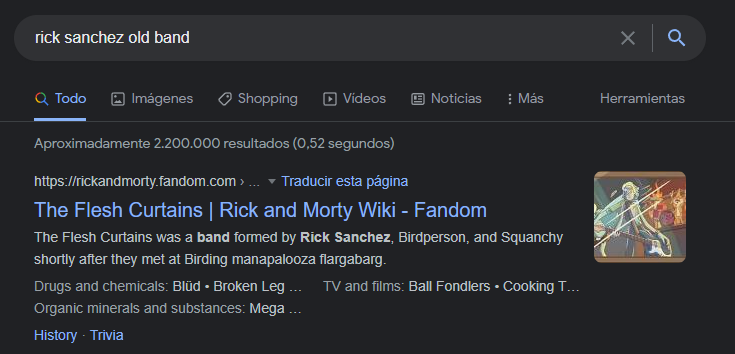 rick sanchez old band
Todo Imágenes Shopping Vídeos Noticias Más Herramientas
Aproximadamente 2.200.000 resultados (0,52 segundos)
https://rickandmorty.fandom.com › ... Traducir esta página
The Flesh Curtains | Rick and Morty Wiki - Fandom
The Flesh Curtains was a band formed by Rick Sanchez, Birdperson, and Squanchy
shortly after they met at Birding manapalooza flargabarg.
Drugs and chemicals: Blüd • Broken Leg ... TV and films: Ball Fondlers • Cooking T...
Organic minerals and substances: Mega ...
History · Trivia